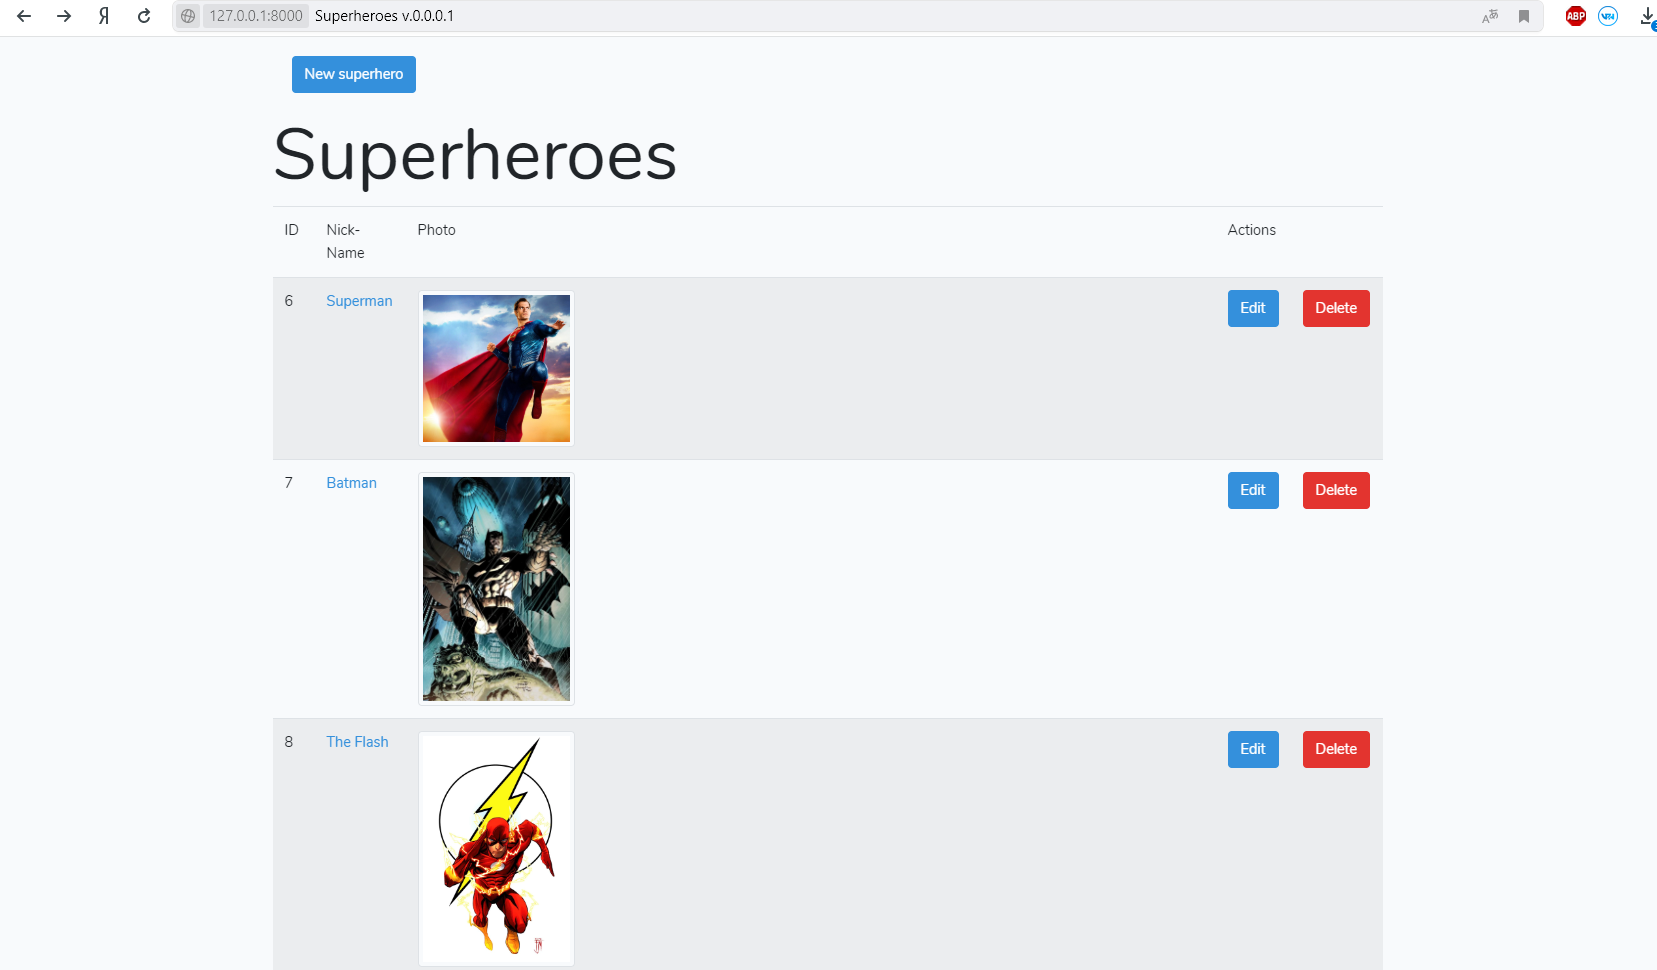 Я 127.0.0.1:8000 Superheroes v.0.0.0.1 ABP
New superhero
Superheroes
ID Nick- Photo Actions
Name
6 Superman Edit Delete
7 Batman Edit Delete
8 The Flash Edit Delete